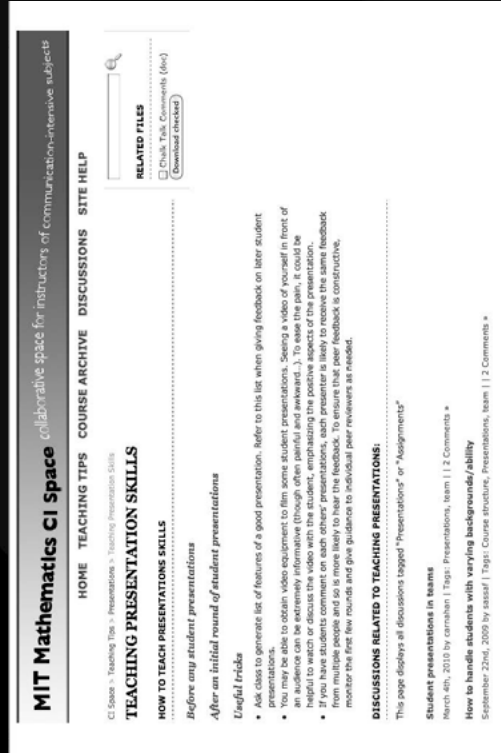 MIT Mathematics CI Space collaborative space for instructors of communication-intensive subjects
HOME TEACHING TIPS COURSE ARCHIVE DISCUSSIONS SITE HELP
CI Space > Teaching Tips > Presentations > Teaching Presentation Skills
TEACHING PRESENTATION SKILLS
HOW TO TEACH PRESENTATIONS SKILLS
Before any student presentations
After an initial round of student presentations
Useful tricks
• Ask class to generate list of features of a good presentation. Refer to this list when giving feedback on later student
presentations.
• You may be able to obtain video equipment to film some student presentations. Seeing a video of yourself in front of
an audience can be extremely informative (though often painful and awkward...). To ease the pain, it could be
helpful to watch or discuss the video with the student, emphasizing the positive aspects of the presentation.
• If you have students comment on each others' presentations, each presenter is likely to receive the same feedback
from multiple people and so is more likely to hear the feedback. To ensure that peer feedback is constructive,
monitor the first few rounds and give guidance to individual peer reviewers as needed.
DISCUSSIONS RELATED TO TEACHING PRESENTATIONS:
This page displays all discussions tagged "Presentations" or "Assignments"
Student presentations in teams
March 4th, 2010 by carnahan | Tags: Presentations, team | | 2 Comments »
How to handle students with varying backgrounds/ability
September 22nd, 2009 by sassaf | Tags: Course structure, Presentations, team | | 2 Comments »
RELATED FILES
Chalk Talk Comments (doc)
Download checked